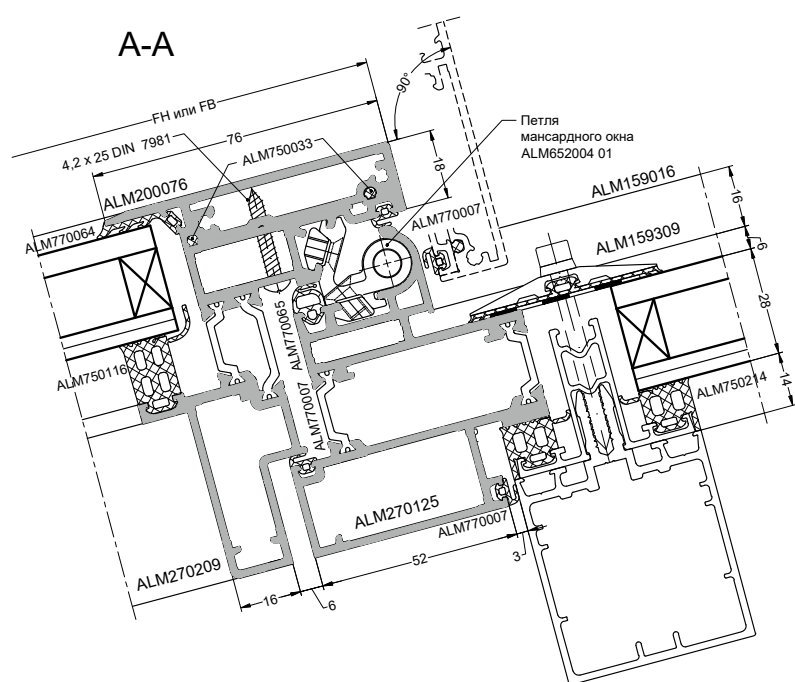 A-A
FH или FB
90°
4,2 x 25 DIN 7981
76
ALM750033
Петля
мансардного окна
ALM652004 01
18
ALM200076
ALM159016
16
ALM770064
ALM770007
ALM159309
6
28
ALM770065
ALM750116
ALM750214
14
ALM770007
ALM270125
ALM770007
ALM270209
52
3
16
6